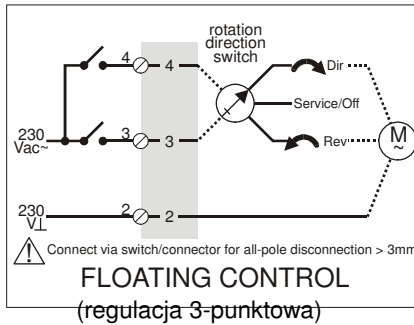 rotation
direction
switch
4 4 Dir
Service/Off
230
Vac~
3 3 Rev M
~
230
V⊥
2 2
Connect via switch/connector for all-pole disconnection > 3mm
FLOATING CONTROL
(regulacja 3-punktowa)